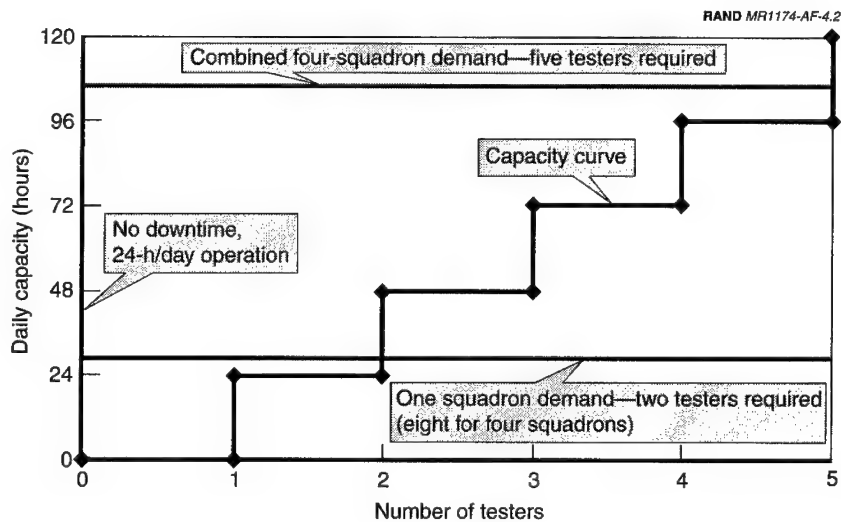 RAND MR1174-AF-4.2
120
Combined four-squadron demand—five testers required
96
Capacity curve
72
No downtime,
24-h/day operation
48
Daily capacity (hours)
24
One squadron demand—two testers required
(eight for four squadrons)
0
0 1 2 3 4 5
Number of testers